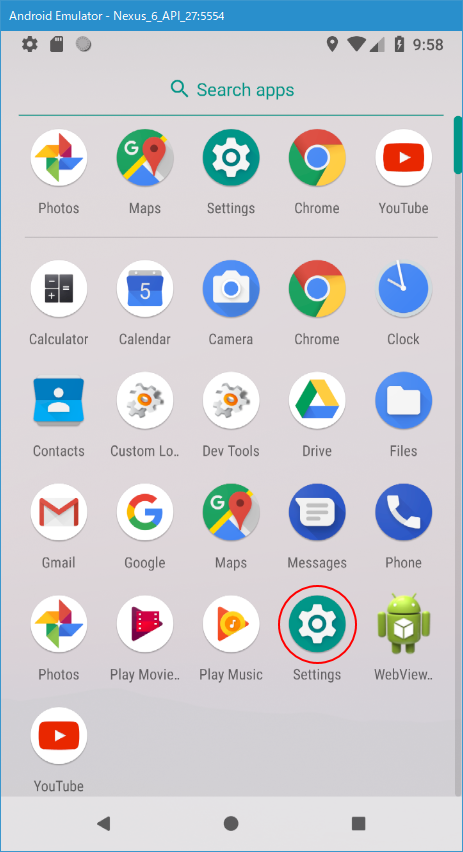 Android Emulator - Nexus_6_API_27:5554
9:58
Search apps
Photos Maps Settings Chrome YouTube
Calculator Calendar Camera Chrome Clock
5
Contacts Custom Lo.. Dev Tools Drive Files
Gmail Google Maps Messages Phone
Photos Play Movie.. Play Music Settings WebView..
YouTube